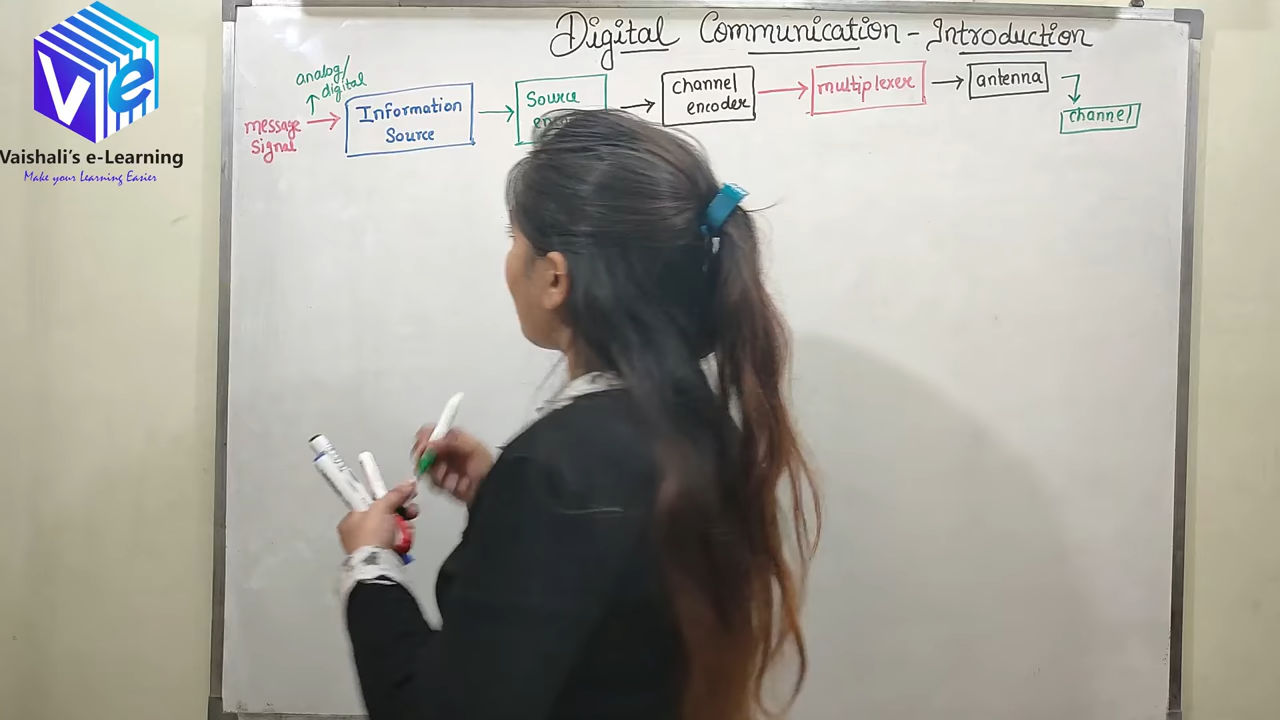 Digital Communication - Introduction
analog/
digital
message
signal
Information
Source
Source
channel
encoder
multiplexer
antenna
channel
Ve
Vaishali's e-Learning
Make your Learning Easier